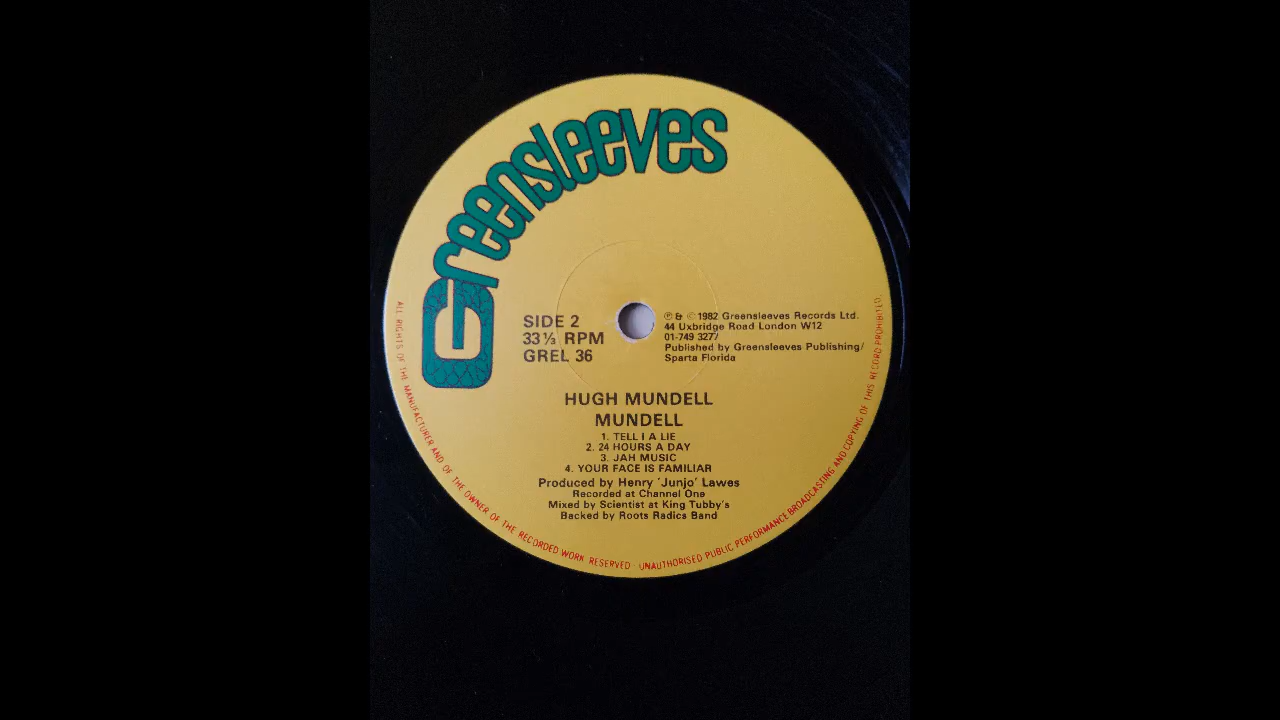 Greensleeves
SIDE 2
33⅓ RPM
GREL 36
℗ & © 1982 Greensleeves Records Ltd.
44 Uxbridge Road London W12
01-749 3277
Published by Greensleeves Publishing/
Sparta Florida
HUGH MUNDELL
MUNDELL
1. TELL I A LIE
2. 24 HOURS A DAY
3. JAH MUSIC
4. YOUR FACE IS FAMILIAR
Produced by Henry 'Junjo' Lawes
Recorded at Channel One
Mixed by Scientist at King Tubby's
Backed by Roots Radics Band
ALL RIGHTS OF THE MANUFACTURER AND OF THE OWNER OF THE RECORDED WORK RESERVED · UNAUTHORISED PUBLIC PERFORMANCE BROADCASTING AND COPYING OF THIS RECORD PROHIBITED.